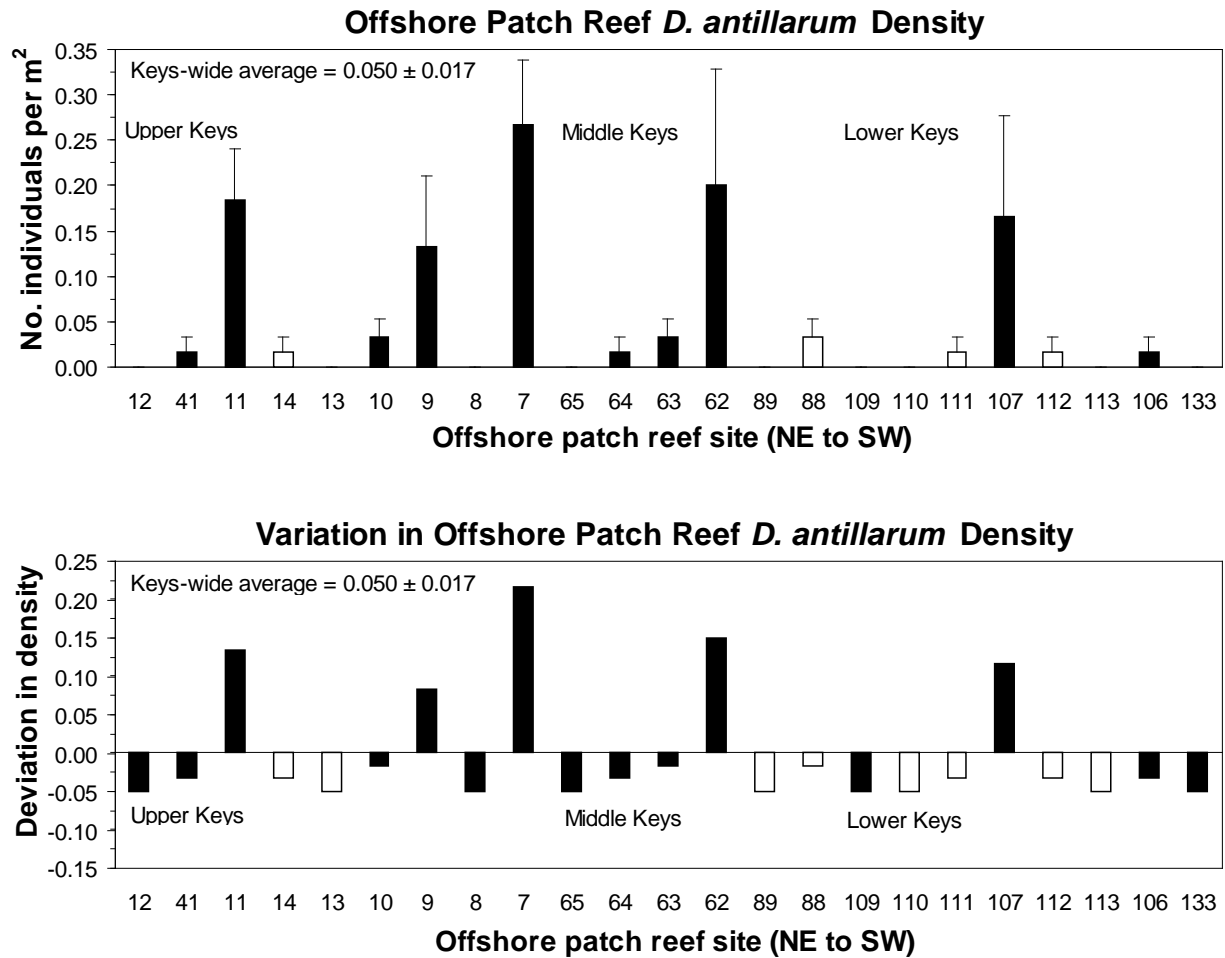 Offshore Patch Reef D. antillarum Density
Keys-wide average = 0.050 ± 0.017
Upper Keys
Middle Keys
Lower Keys
No. individuals per m²
0.35
0.30
0.25
0.20
0.15
0.10
0.05
0.00
12 41 11 14 13 10 9 8 7 65 64 63 62 89 88 109 110 111 107 112 113 106 133
Offshore patch reef site (NE to SW)
Variation in Offshore Patch Reef D. antillarum Density
Keys-wide average = 0.050 ± 0.017
Deviation in density
0.25
0.20
0.15
0.10
0.05
0.00
-0.05
-0.10
-0.15
Upper Keys
Middle Keys
Lower Keys
12 41 11 14 13 10 9 8 7 65 64 63 62 89 88 109 110 111 107 112 113 106 133
Offshore patch reef site (NE to SW)